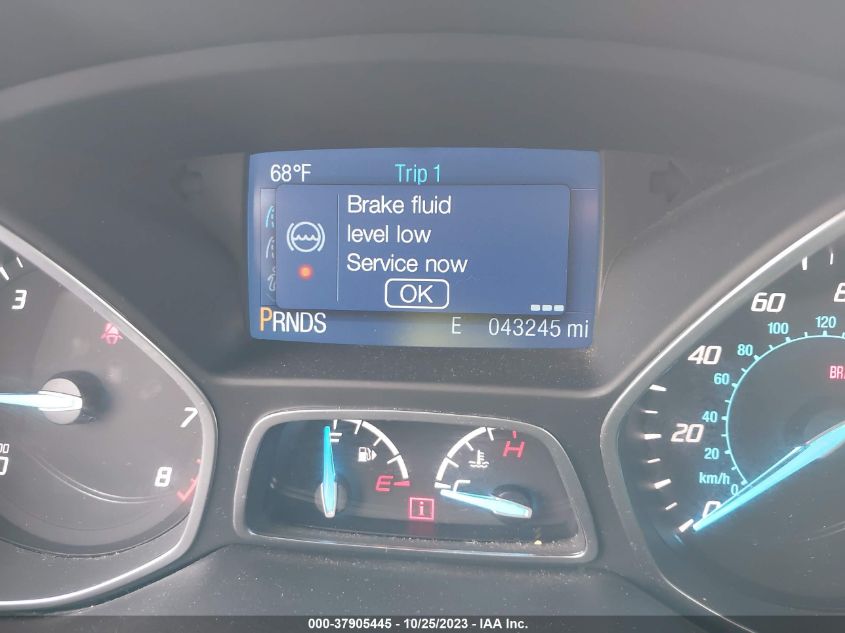 68°F Trip 1
Brake fluid
level low
Service now
OK
PRNDS E 043245 mi
3
7
8
F
E
i
H
C
60
40
20
0
120
100
80
60
40
20
0
km/h
000-37905445 • 10/25/2023 • IAA Inc.